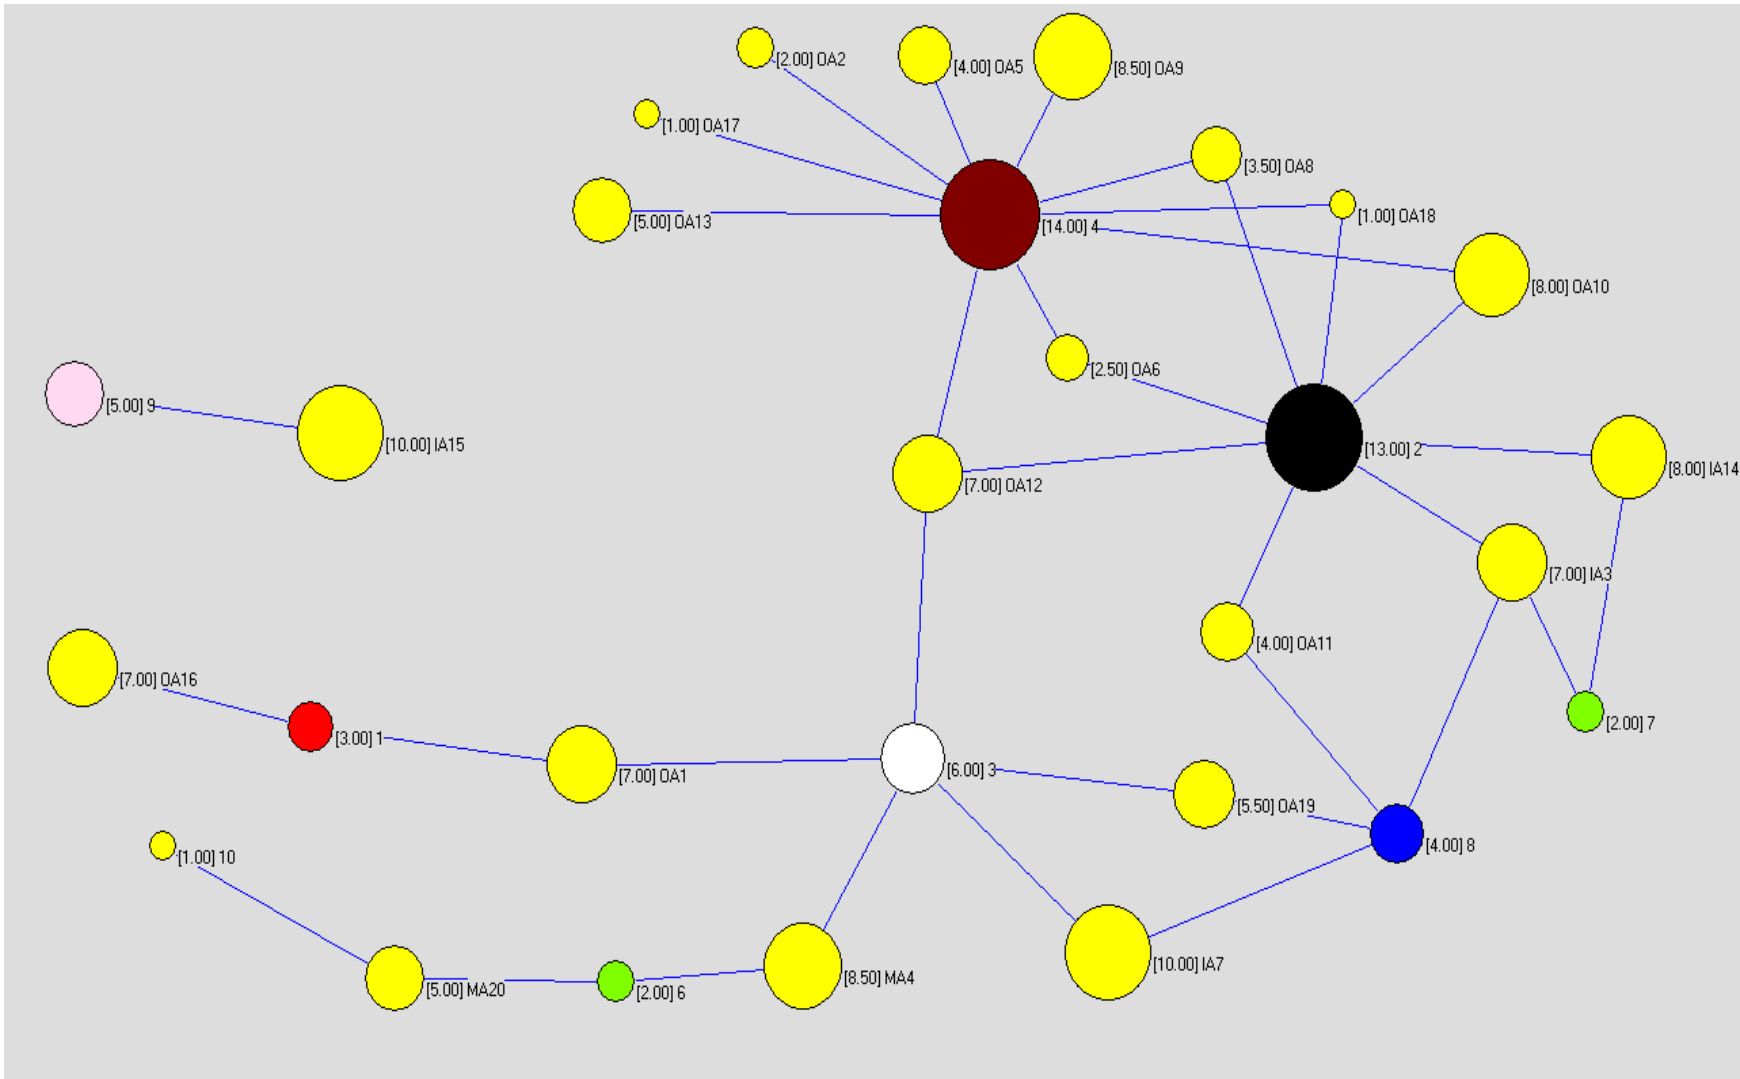 [2.00] OA2
[4.00] OA5
[8.50] OA9
[1.00] OA17
[3.50] OA8
[5.00] OA13
[14.00] 4
[1.00] OA18
[8.00] OA10
[2.50] OA6
[5.00] 9
[10.00] IA15
[13.00] 2
[8.00] IA14
[7.00] OA12
[7.00] IA3
[4.00] OA11
[7.00] OA16
[2.00] 7
[3.00] 1
[7.00] OA1
[6.00] 3
[5.50] OA19
[4.00] 8
[1.00] 10
[10.00] IA7
[8.50] MA4
[5.00] MA20
[2.00] 6